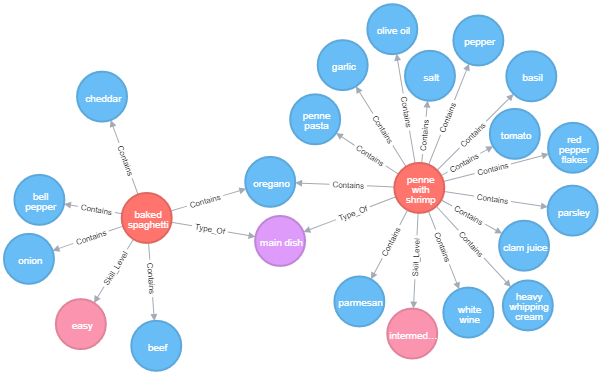 olive oil
pepper
garlic
salt
basil
cheddar
penne
pasta
tomato
red
pepper
flakes
Contains
Contains
Contains
Contains
Contains
Contains
Contains
Contains
Contains
oregano
Contains
penne
with
shrimp
Contains
bell
pepper
Contains
baked
spaghetti
Contains
Type_Of
main dish
Type_Of
Contains
parsley
onion
Contains
Skill_Level
Contains
Contains
Skill_Level
Contains
Contains
Contains
clam juice
easy
beef
parmesan
intermed...
white
wine
heavy
whipping
cream